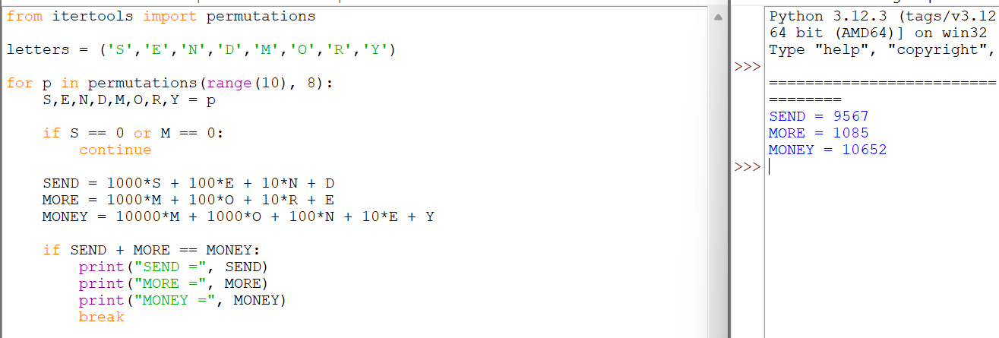 from itertools import permutations
letters = ('S','E','N','D','M','O','R','Y')
for p in permutations(range(10), 8):
    S,E,N,D,M,O,R,Y = p
    if S == 0 or M == 0:
        continue
    SEND = 1000*S + 100*E + 10*N + D
    MORE = 1000*M + 100*O + 10*R + E
    MONEY = 10000*M + 1000*O + 100*N + 10*E + Y
    if SEND + MORE == MONEY:
        print("SEND =", SEND)
        print("MORE =", MORE)
        print("MONEY =", MONEY)
        break
Python 3.12.3 (tags/v3.12
64 bit (AMD64)] on win32
Type "help", "copyright",
>>>
=========================
========
SEND = 9567
MORE = 1085
MONEY = 10652
>>>